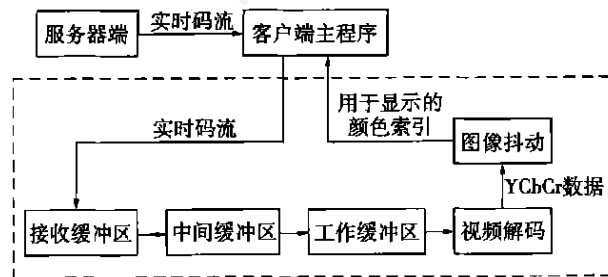 服务器端
实时码流
客户端主程序
实时码流
用于显示的
颜色索引
图像抖动
YCbCr数据
接收缓冲区
中间缓冲区
工作缓冲区
视频解码